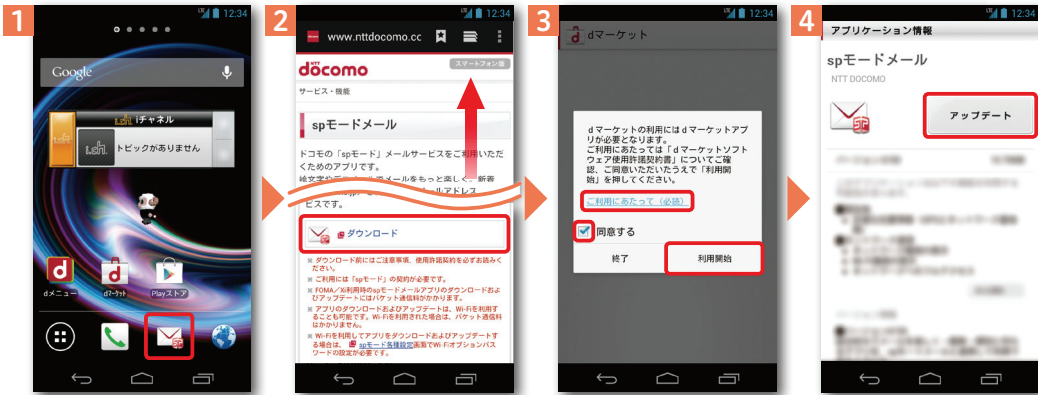 1
12:34
Google
i チャネル
トピックがありません
dメニュー
dマーケット
Playストア
2
12:34
www.nttdocomo.cc
NTT
döcomo
スマートフォン版
サービス・機能
spモードメール
ドコモの「spモード」メールサービスをご利用いただ
くためのアプリです。
ビスです。
ダウンロード
※ ダウンロード前にはご注意事項、使用許諾契約を必ずお読みく
ださい。
※ ご利用には「spモード」の契約が必要です。
※ FOMA／Xi利用時のspモードメールアプリのダウンロードおよ
びアップデートにはパケット通信料がかかります。
※ アプリのダウンロードおよびアップデートは、Wi-Fiを利用す
ることも可能です。Wi-Fiを利用された場合は、パケット通信料
はかかりません。
※ Wi-Fiを利用してアプリをダウンロードおよびアップデートす
る場合は、 spモード各種設定画面でWi-Fiオプションパス
ワードの設定が必要です。
3
12:34
dマーケット
dマーケットの利用にはdマーケットアプ
リが必要となります。
ご利用にあたっては「dマーケットソフト
ウェア使用許諾契約書」についてご確
認、ご同意いただいたうえで「利用開
始」を押してください。
ご利用にあたって（必読）
同意する
終了
利用開始
4
12:34
アプリケーション情報
spモードメール
NTT DOCOMO
アップデート